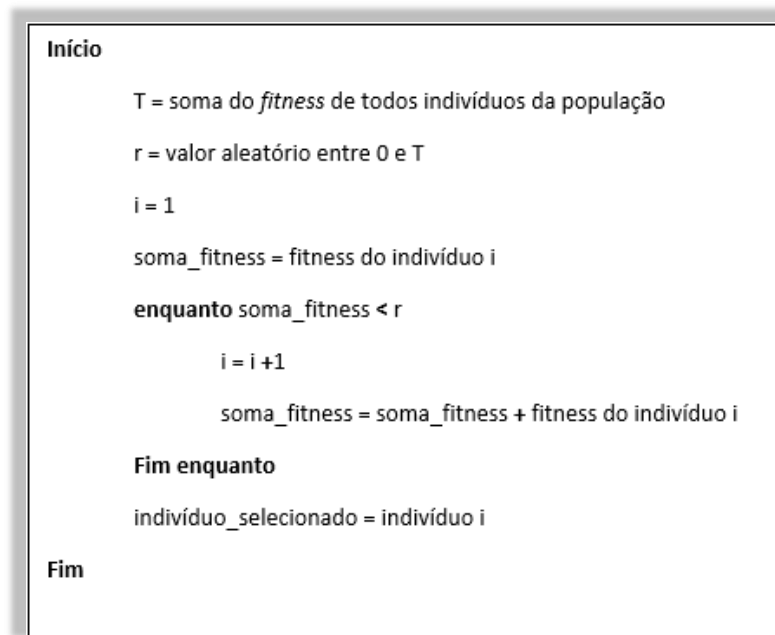 Início
T = soma do fitness de todos indivíduos da população
r = valor aleatório entre 0 e T
i = 1
soma_fitness = fitness do indivíduo i
enquanto soma_fitness < r
i = i +1
soma_fitness = soma_fitness + fitness do indivíduo i
Fim enquanto
indivíduo_selecionado = indivíduo i
Fim